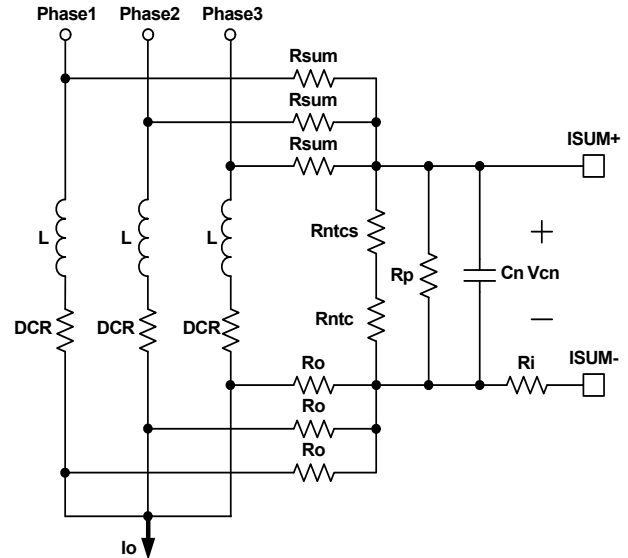 Phase1 Phase2 Phase3
Rsum
Rsum
Rsum
ISUM+
L L L
Rntcs
Rp
+
Cn Vcn
−
DCR DCR DCR
Rntc
Ro
Ri
ISUM-
Ro
Ro
Io